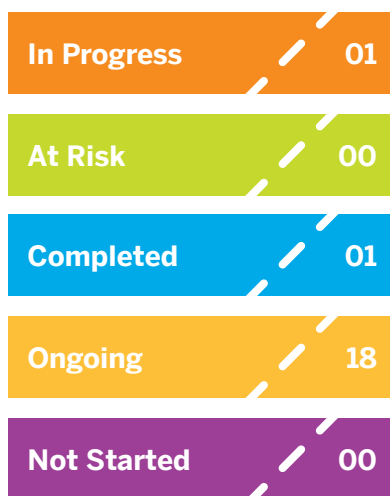 In Progress 01
At Risk 00
Completed 01
Ongoing 18
Not Started 00